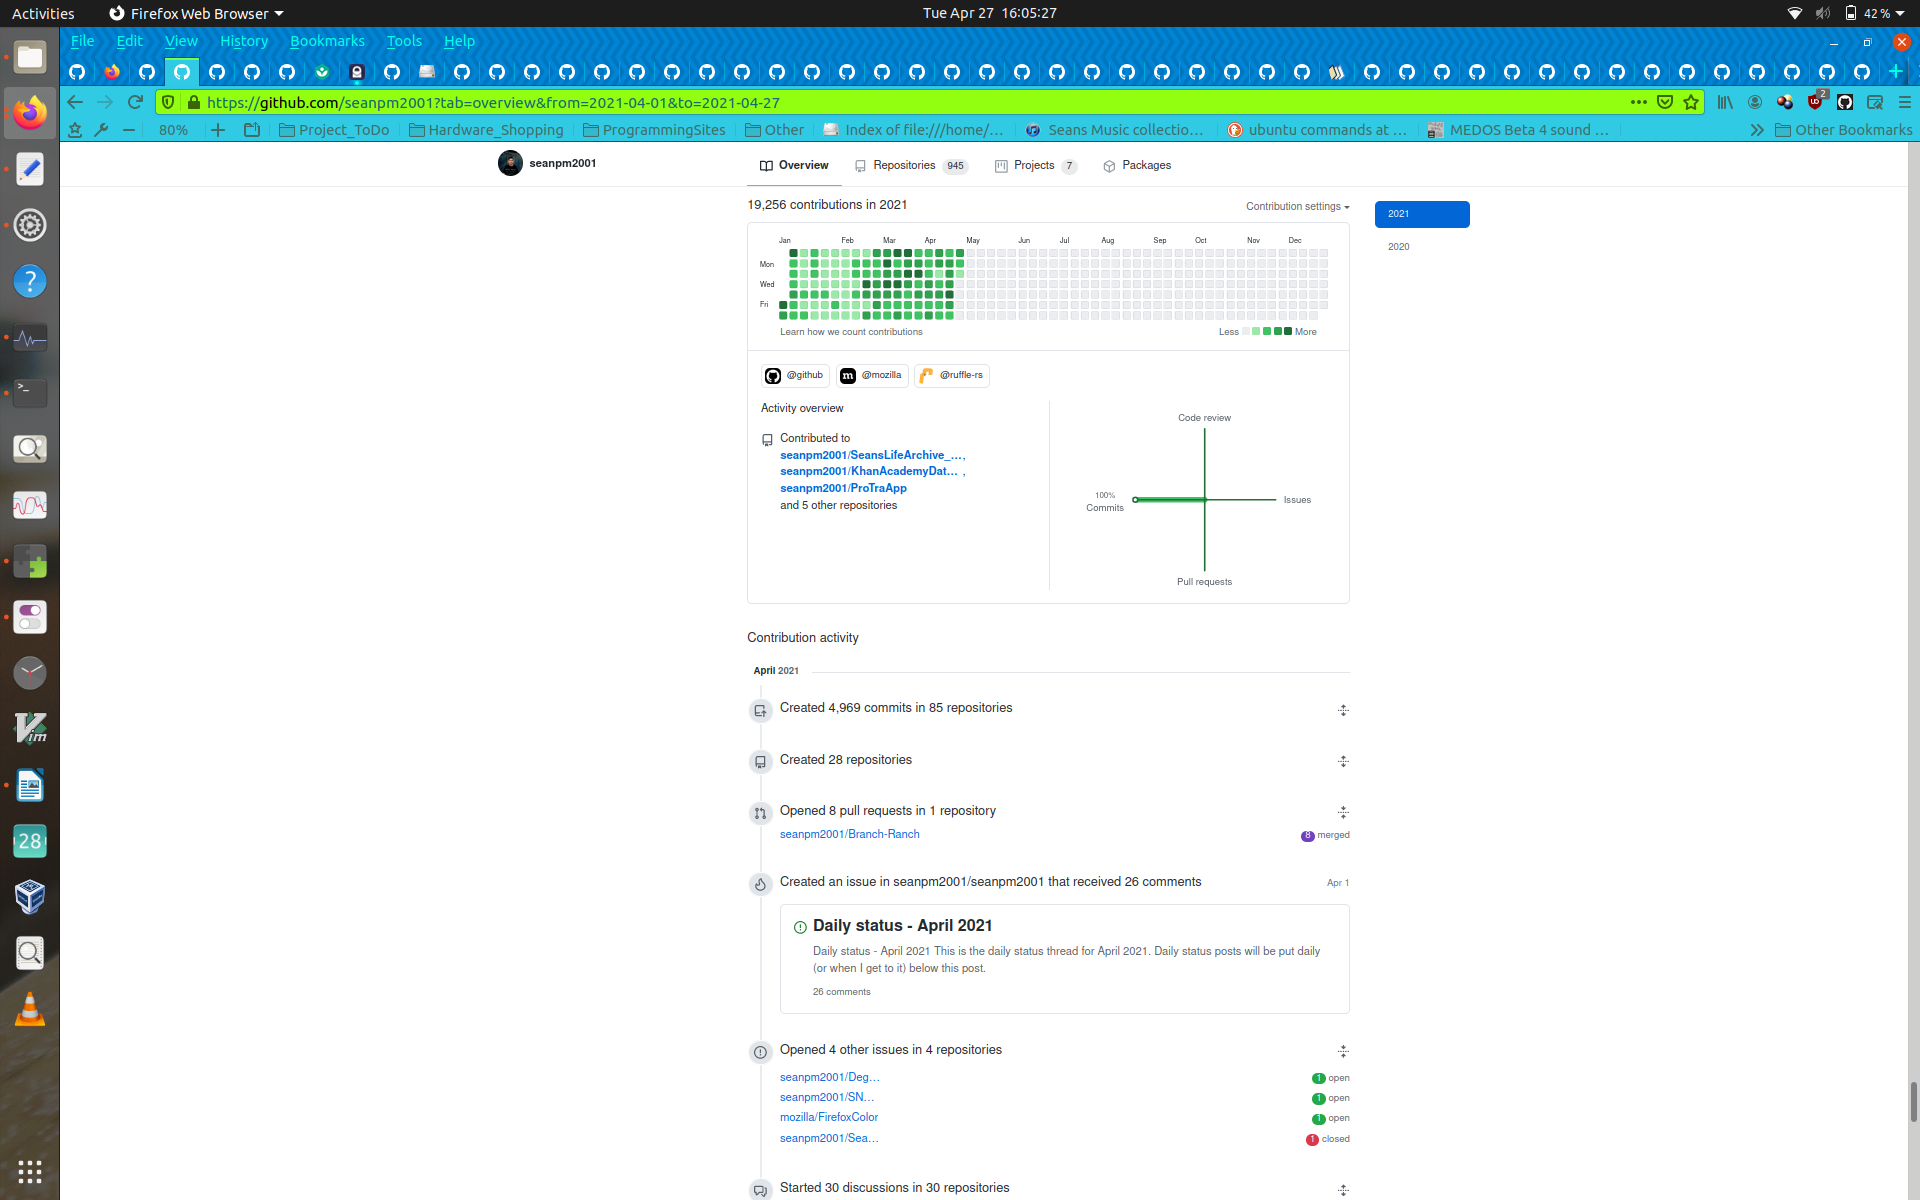 Activities
Firefox Web Browser
Tue Apr 27 16:05:27
42 %
File Edit View History Bookmarks Tools Help
https://github.com/seanpm2001?tab=overview&from=2021-04-01&to=2021-04-27
2
80%
Project_ToDo
Hardware_Shopping
ProgrammingSites
Other
Index of file:///home/...
Seans Music collectio...
ubuntu commands at ...
MEDOS Beta 4 sound ...
Other Bookmarks
seanpm2001
Overview
Repositories 945
Projects 7
Packages
19,256 contributions in 2021
Contribution settings
2021
2020
Jan Feb Mar Apr May Jun Jul Aug Sep Oct Nov Dec
Mon
Wed
Fri
Learn how we count contributions
Less More
@github
@mozilla
@ruffle-rs
Activity overview
Contributed to
seanpm2001/SeansLifeArchive_...,
seanpm2001/KhanAcademyDat... ,
seanpm2001/ProTraApp
and 5 other repositories
Code review
100%
Commits
Issues
Pull requests
Contribution activity
April 2021
Created 4,969 commits in 85 repositories
Created 28 repositories
Opened 8 pull requests in 1 repository
seanpm2001/Branch-Ranch
8 merged
Created an issue in seanpm2001/seanpm2001 that received 26 comments
Apr 1
Daily status - April 2021
Daily status - April 2021 This is the daily status thread for April 2021. Daily status posts will be put daily
(or when I get to it) below this post.
26 comments
Opened 4 other issues in 4 repositories
seanpm2001/Deg...
1 open
seanpm2001/SN...
1 open
mozilla/FirefoxColor
1 open
seanpm2001/Sea...
1 closed
Started 30 discussions in 30 repositories
28
Vim